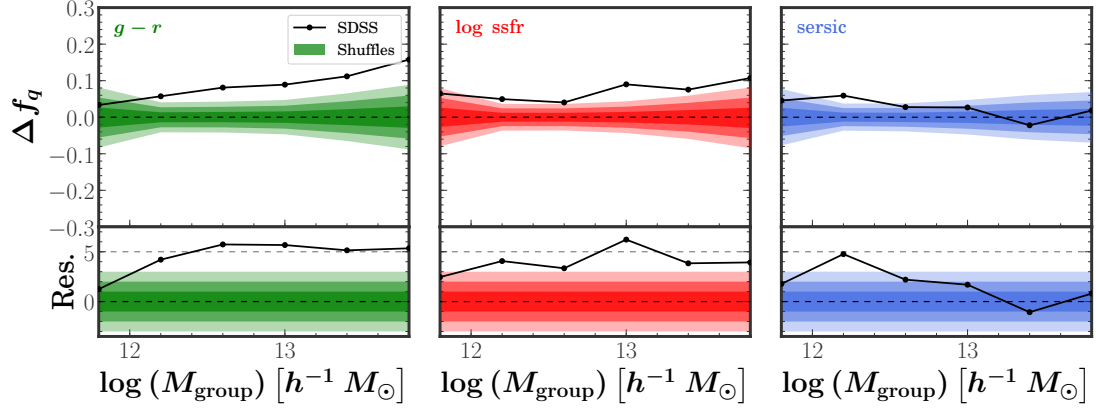 g − r
SDSS
Shuffles
log ssfr
sersic
Δf_q
0.3
0.2
0.1
0.0
−0.1
−0.2
−0.3
Res.
5
0
12 13
12 13
12 13
log (M_group) [h⁻¹ M_⊙]
log (M_group) [h⁻¹ M_⊙]
log (M_group) [h⁻¹ M_⊙]